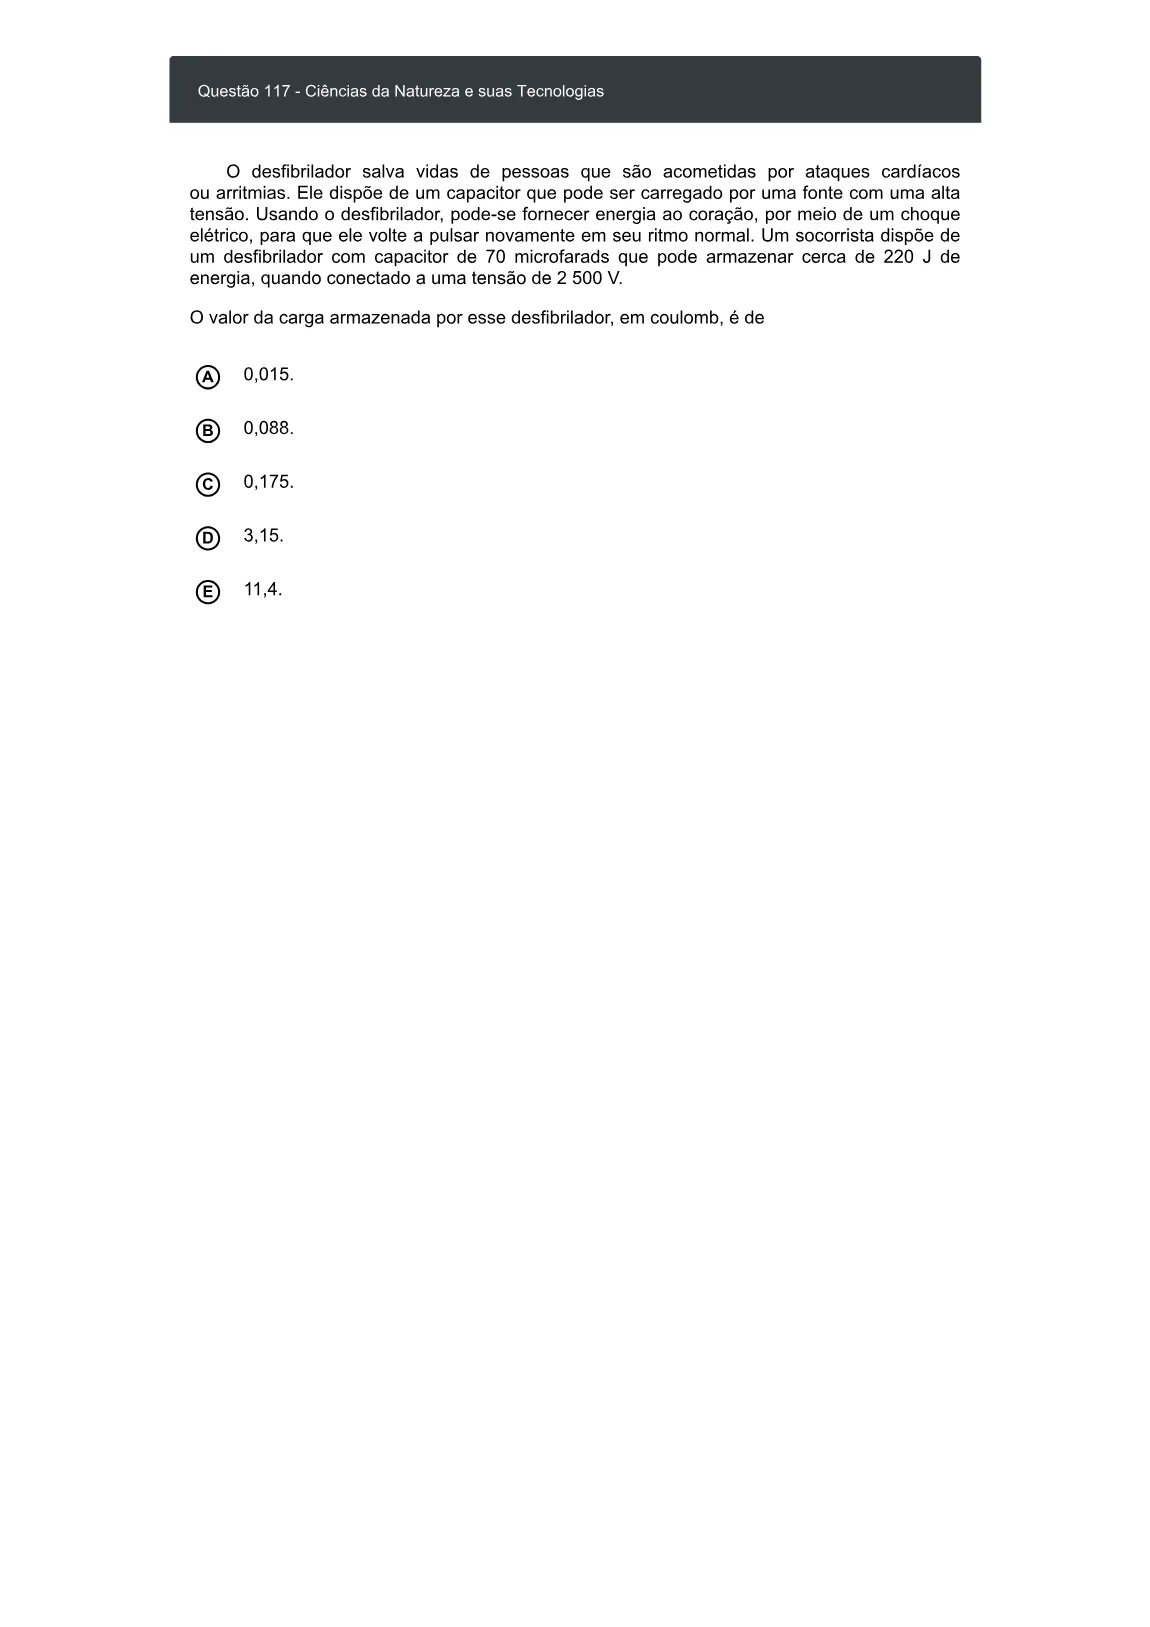 Questão 117 - Ciências da Natureza e suas Tecnologias
O desfibrilador salva vidas de pessoas que são acometidas por ataques cardíacos
ou arritmias. Ele dispõe de um capacitor que pode ser carregado por uma fonte com uma alta
tensão. Usando o desfibrilador, pode-se fornecer energia ao coração, por meio de um choque
elétrico, para que ele volte a pulsar novamente em seu ritmo normal. Um socorrista dispõe de
um desfibrilador com capacitor de 70 microfarads que pode armazenar cerca de 220 J de
energia, quando conectado a uma tensão de 2 500 V.
O valor da carga armazenada por esse desfibrilador, em coulomb, é de
A 0,015.
B 0,088.
C 0,175.
D 3,15.
E 11,4.